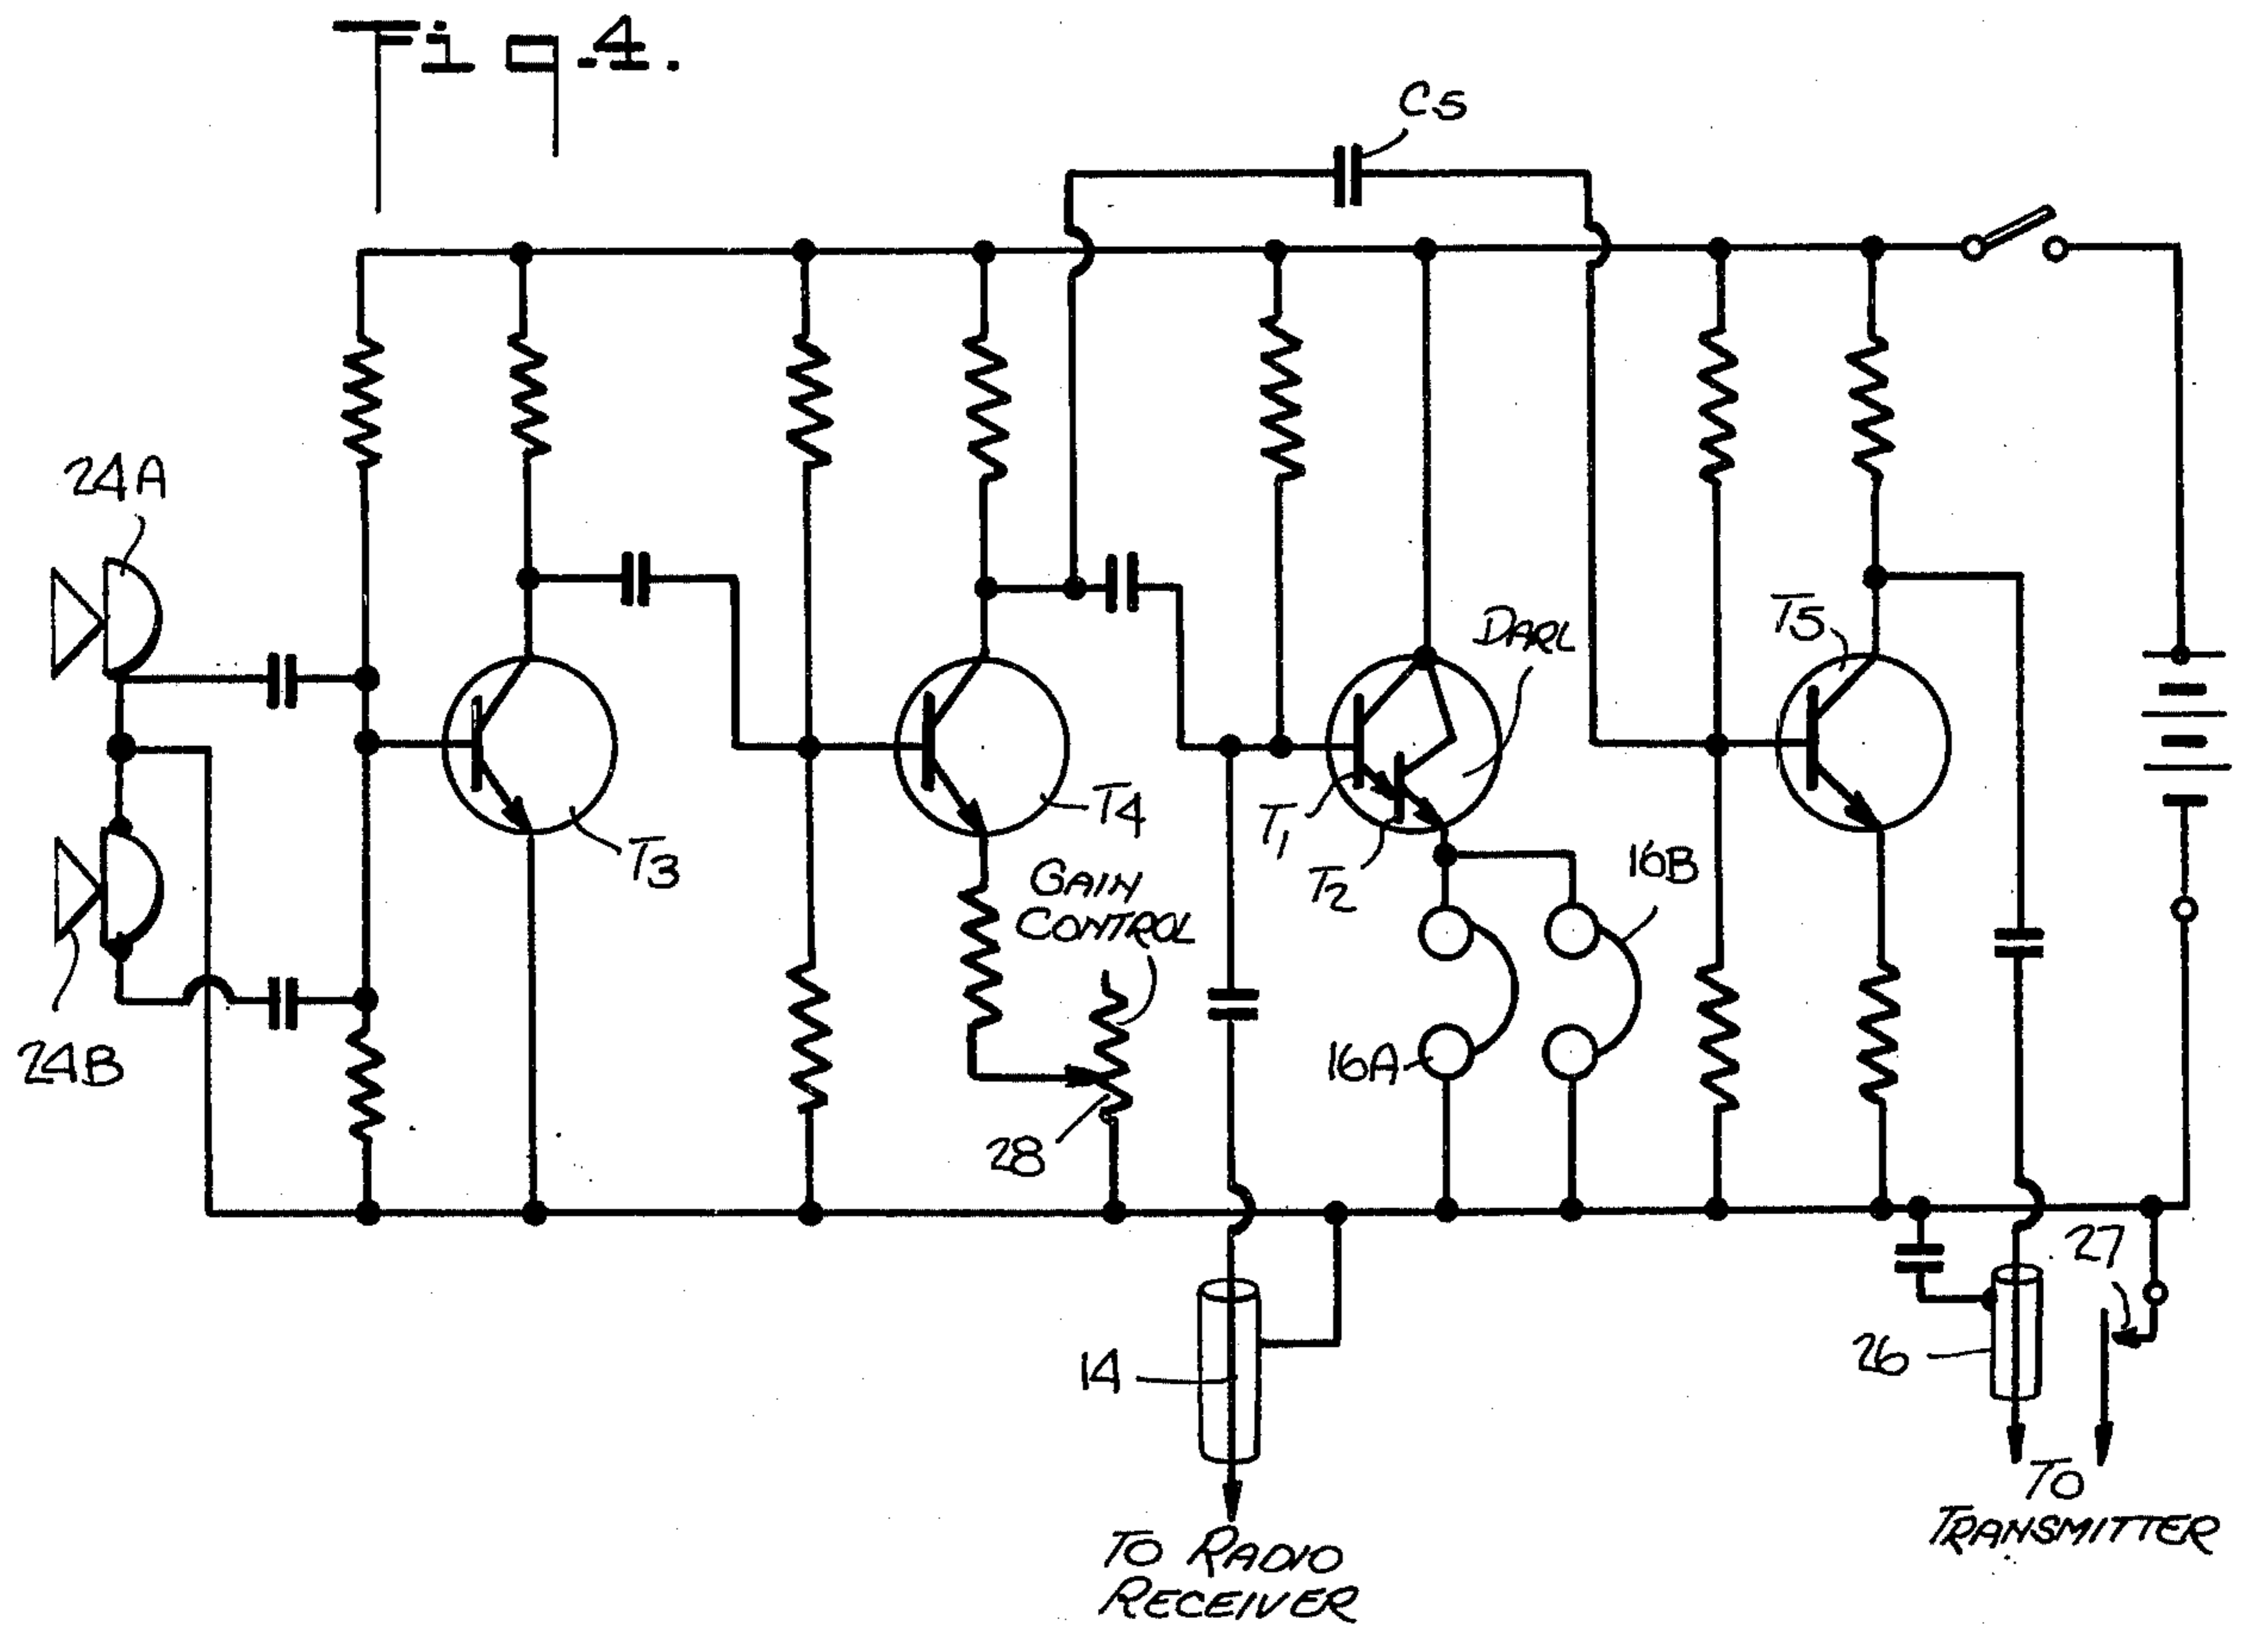 Fig.4.
C5
24A
DARL
T5
T4
T1
T3
T2
16B
GAIN
CONTROL
24B
16A
28
27
14
26
TO
TRANSMITTER
TO RADIO
RECEIVER